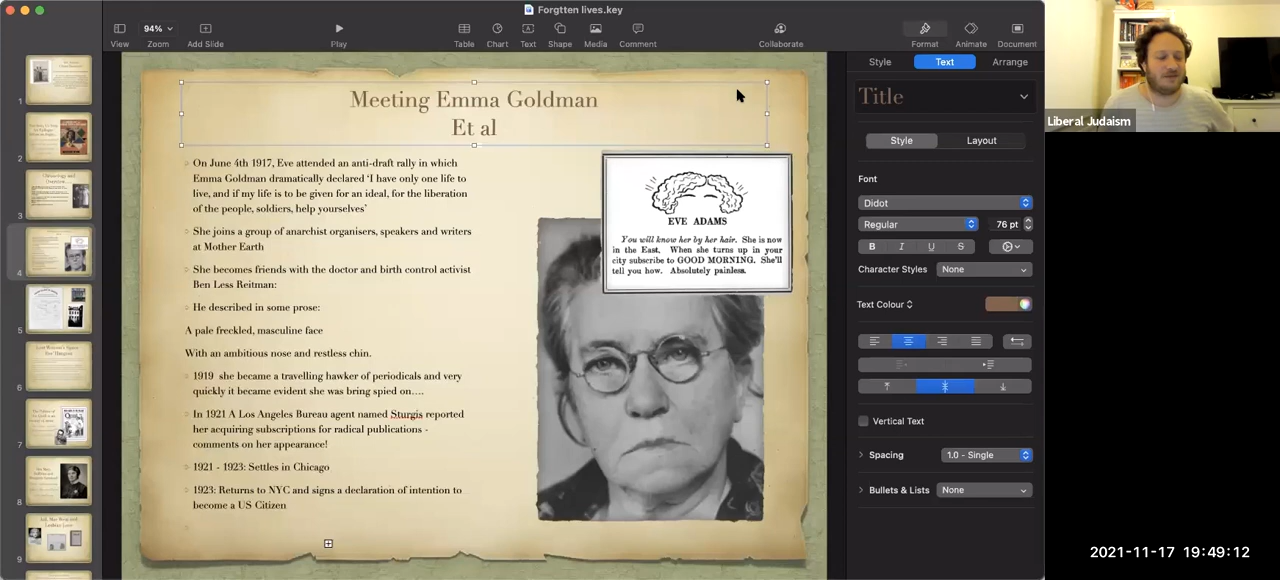 Forgtten lives.key
94%
View
Zoom
Add Slide
Play
Table
Chart
Text
Shape
Media
Comment
Collaborate
Format
Animate
Document
1
2
3
4
5
6
7
8
9
Meeting Emma Goldman
Et al
On June 4th 1917, Eve attended an anti-draft rally in which
Emma Goldman dramatically declared ‘I have only one life to
live, and if my life is to be given for an ideal, for the liberation
of the people, soldiers, help yourselves’
She joins a group of anarchist organisers, speakers and writers
at Mother Earth
She becomes friends with the doctor and birth control activist
Ben Less Reitman:
He described in some prose:
A pale freckled, masculine face
With an ambitious nose and restless chin.
1919 she became a travelling hawker of periodicals and very
quickly it became evident she was bring spied on....
In 1921 A Los Angeles Bureau agent named Sturgis reported
her acquiring subscriptions for radical publications -
comments on her appearance!
1921 - 1923: Settles in Chicago
1923: Returns to NYC and signs a declaration of intention to
become a US Citizen
EVE ADAMS
You will know her by her hair. She is now
in the East. When she turns up in your
city subscribe to GOOD MORNING. She'll
tell you how. Absolutely painless.
Style
Text
Arrange
Title
Style
Layout
Font
Didot
Regular
76 pt
B
I
U
S
Character Styles
None
Text Colour
Vertical Text
Spacing
1.0 - Single
Bullets & Lists
None
Liberal Judaism
2021-11-17 19:49:12